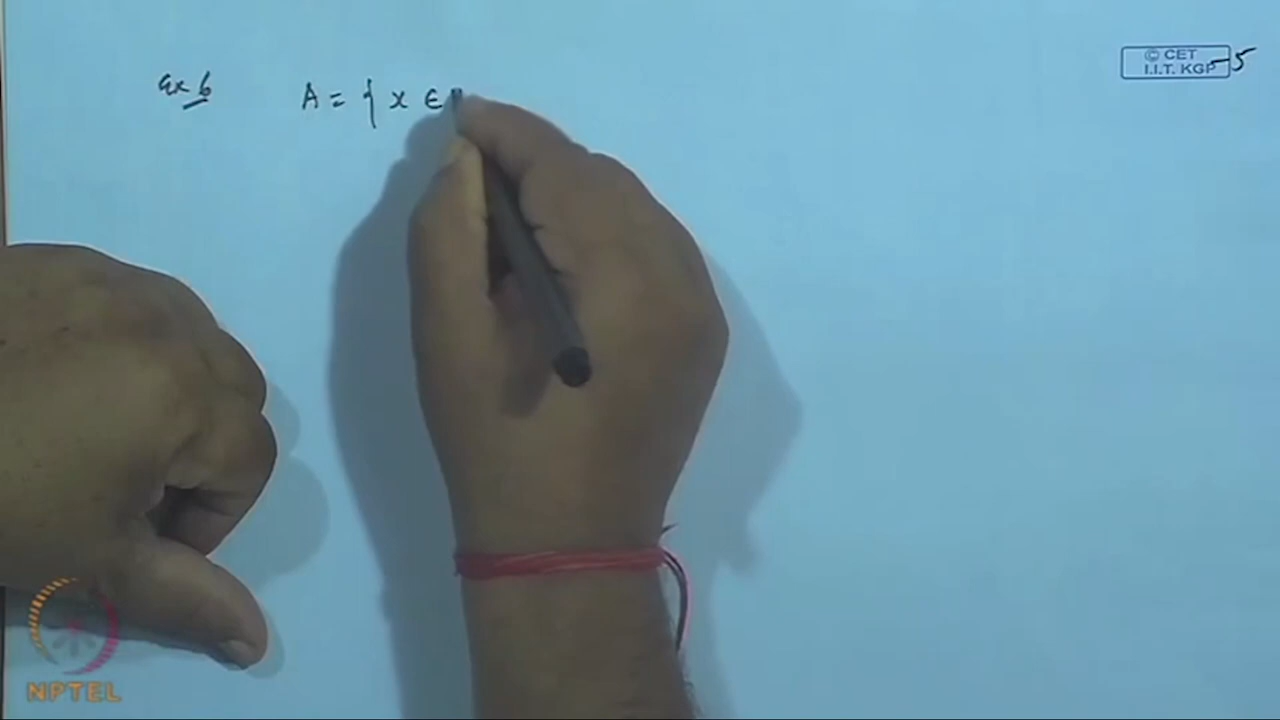 Ex 6 A = { x ∈
© CET
I.I.T. KGP -5
NPTEL